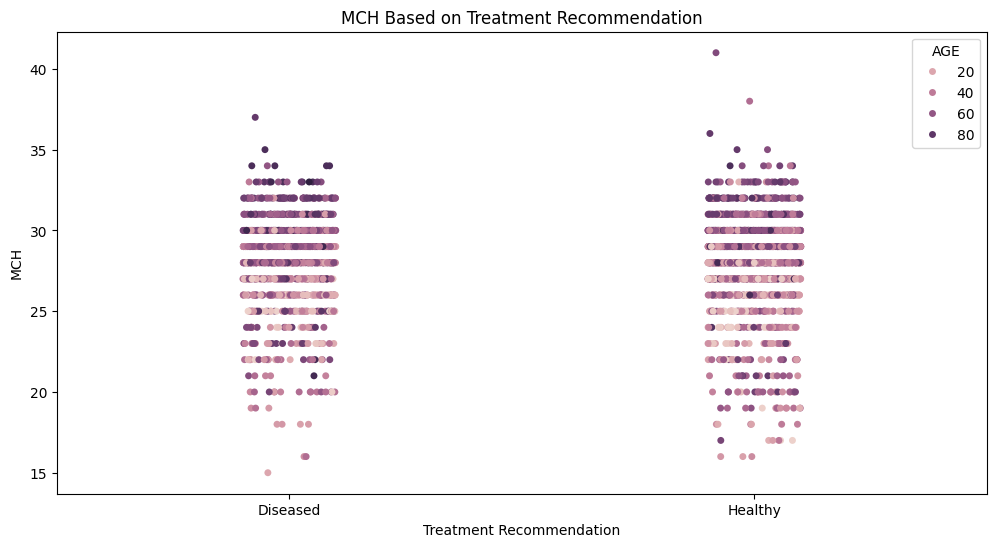 MCH Based on Treatment Recommendation
AGE
20
40
60
80
MCH
40
35
30
25
20
15
Diseased
Healthy
Treatment Recommendation